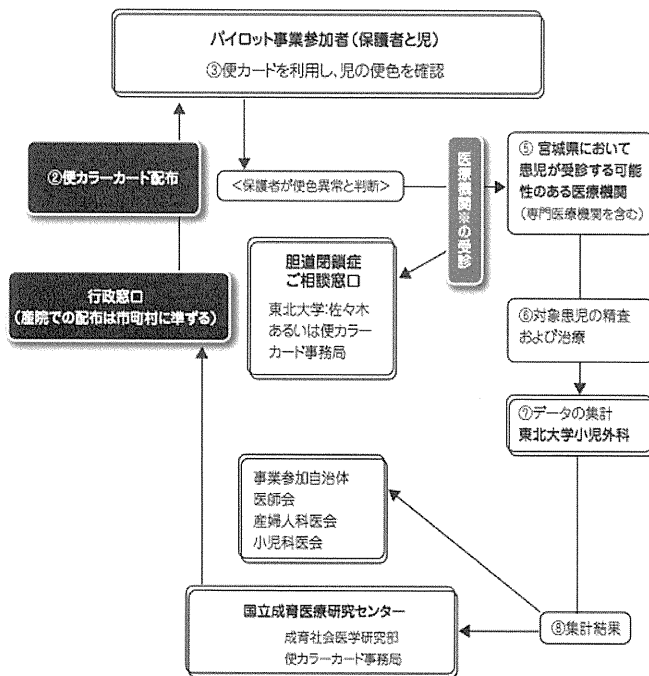 パイロット事業参加者(保護者と児)
③便カードを利用し、児の便色を確認
②便カラーカード配布
<保護者が便色異常と判断>
医療機関※の受診
⑤ 宮城県において
患児が受診する可能
性のある医療機関
(専門医療機関を含む)
胆道閉鎖症
ご相談窓口
東北大学:佐々木
あるいは便カラー
カード事務局
行政窓口
(産院での配布は市町村に準ずる)
⑥対象患児の精査
および治療
⑦データの集計
東北大学小児外科
事業参加自治体
医師会
産婦人科医会
小児科医会
国立成育医療研究センター
成育社会医学研究部
便カラーカード事務局
⑧集計結果